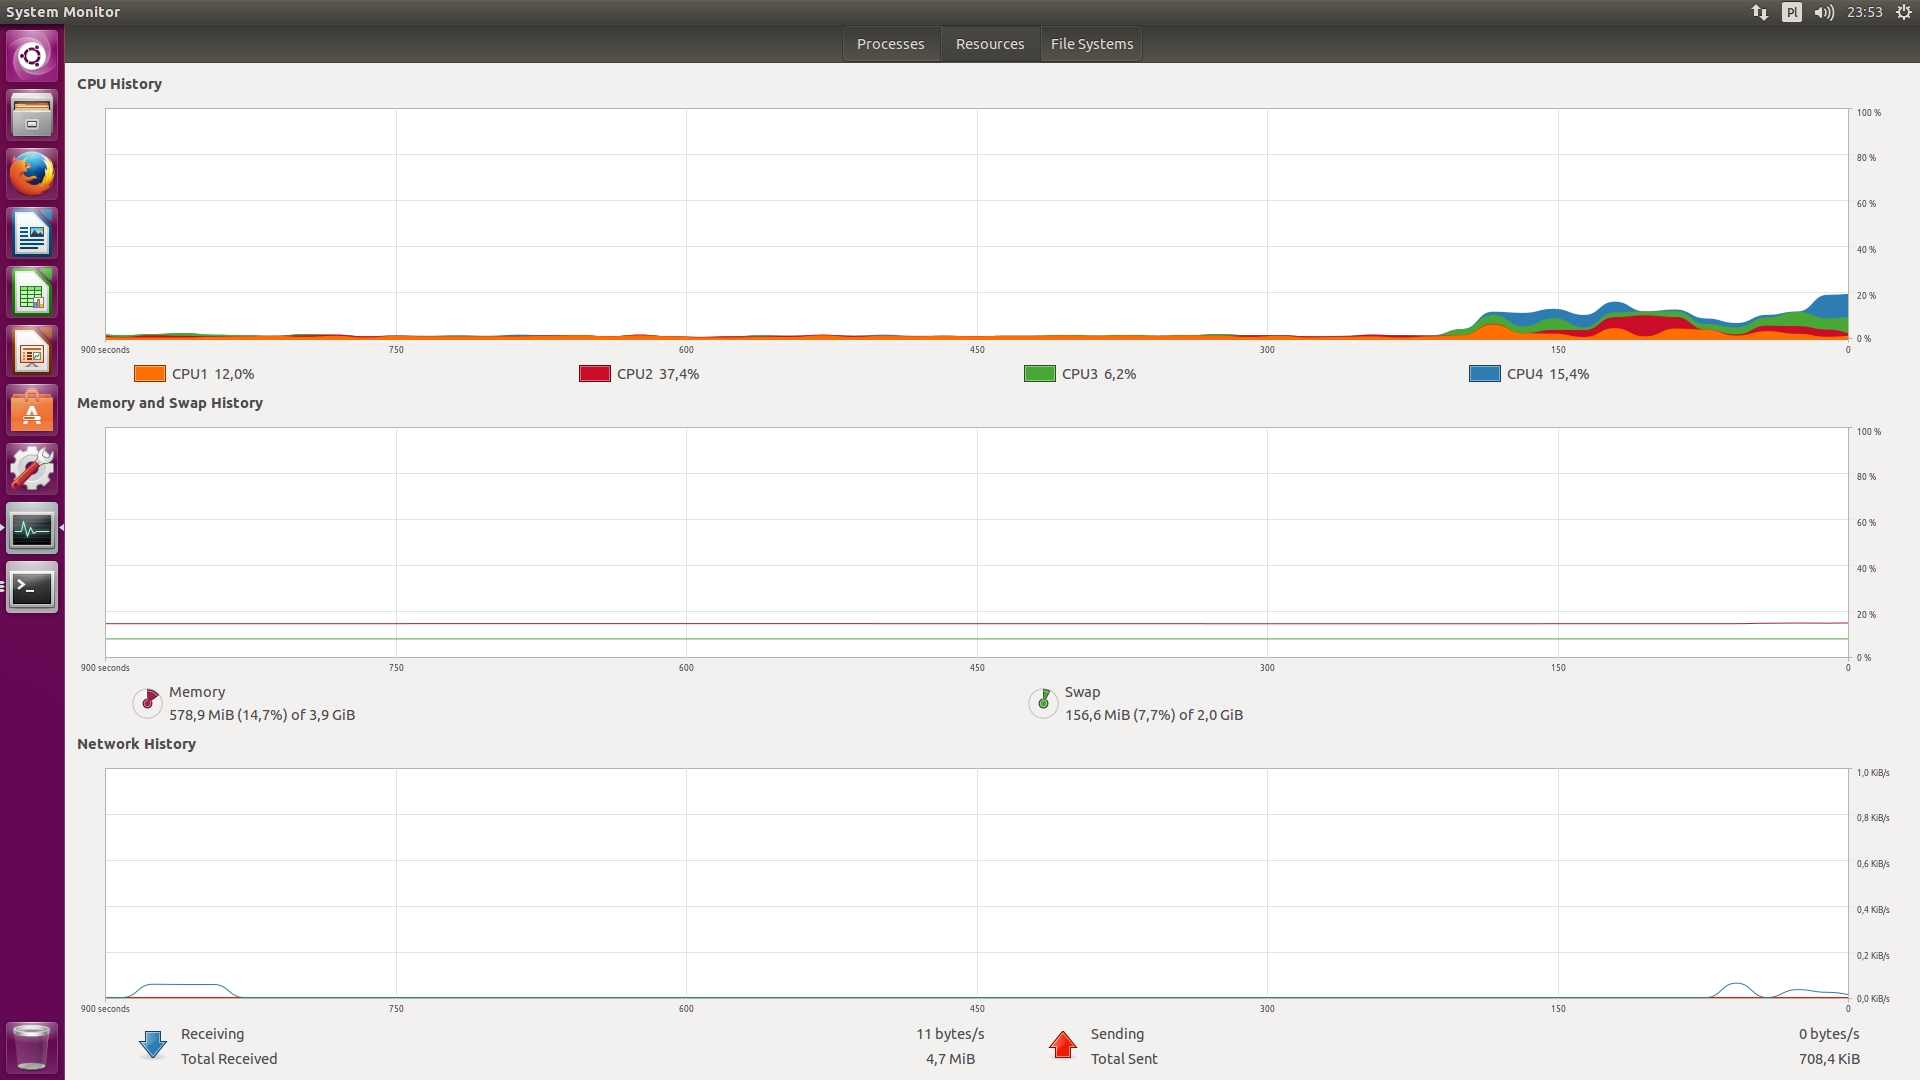 System Monitor
Pl
23:53
Processes Resources File Systems
CPU History
100 %
80 %
60 %
40 %
20 %
0 %
900 seconds 750 600 450 300 150 0
CPU1 12,0% CPU2 37,4% CPU3 6,2% CPU4 15,4%
Memory and Swap History
100 %
80 %
60 %
40 %
20 %
0 %
900 seconds 750 600 450 300 150 0
Memory
578,9 MiB (14,7%) of 3,9 GiB
Swap
156,6 MiB (7,7%) of 2,0 GiB
Network History
1,0 KiB/s
0,8 KiB/s
0,6 KiB/s
0,4 KiB/s
0,2 KiB/s
0,0 KiB/s
900 seconds 750 600 450 300 150 0
Receiving 11 bytes/s
Total Received 4,7 MiB
Sending 0 bytes/s
Total Sent 708,4 KiB